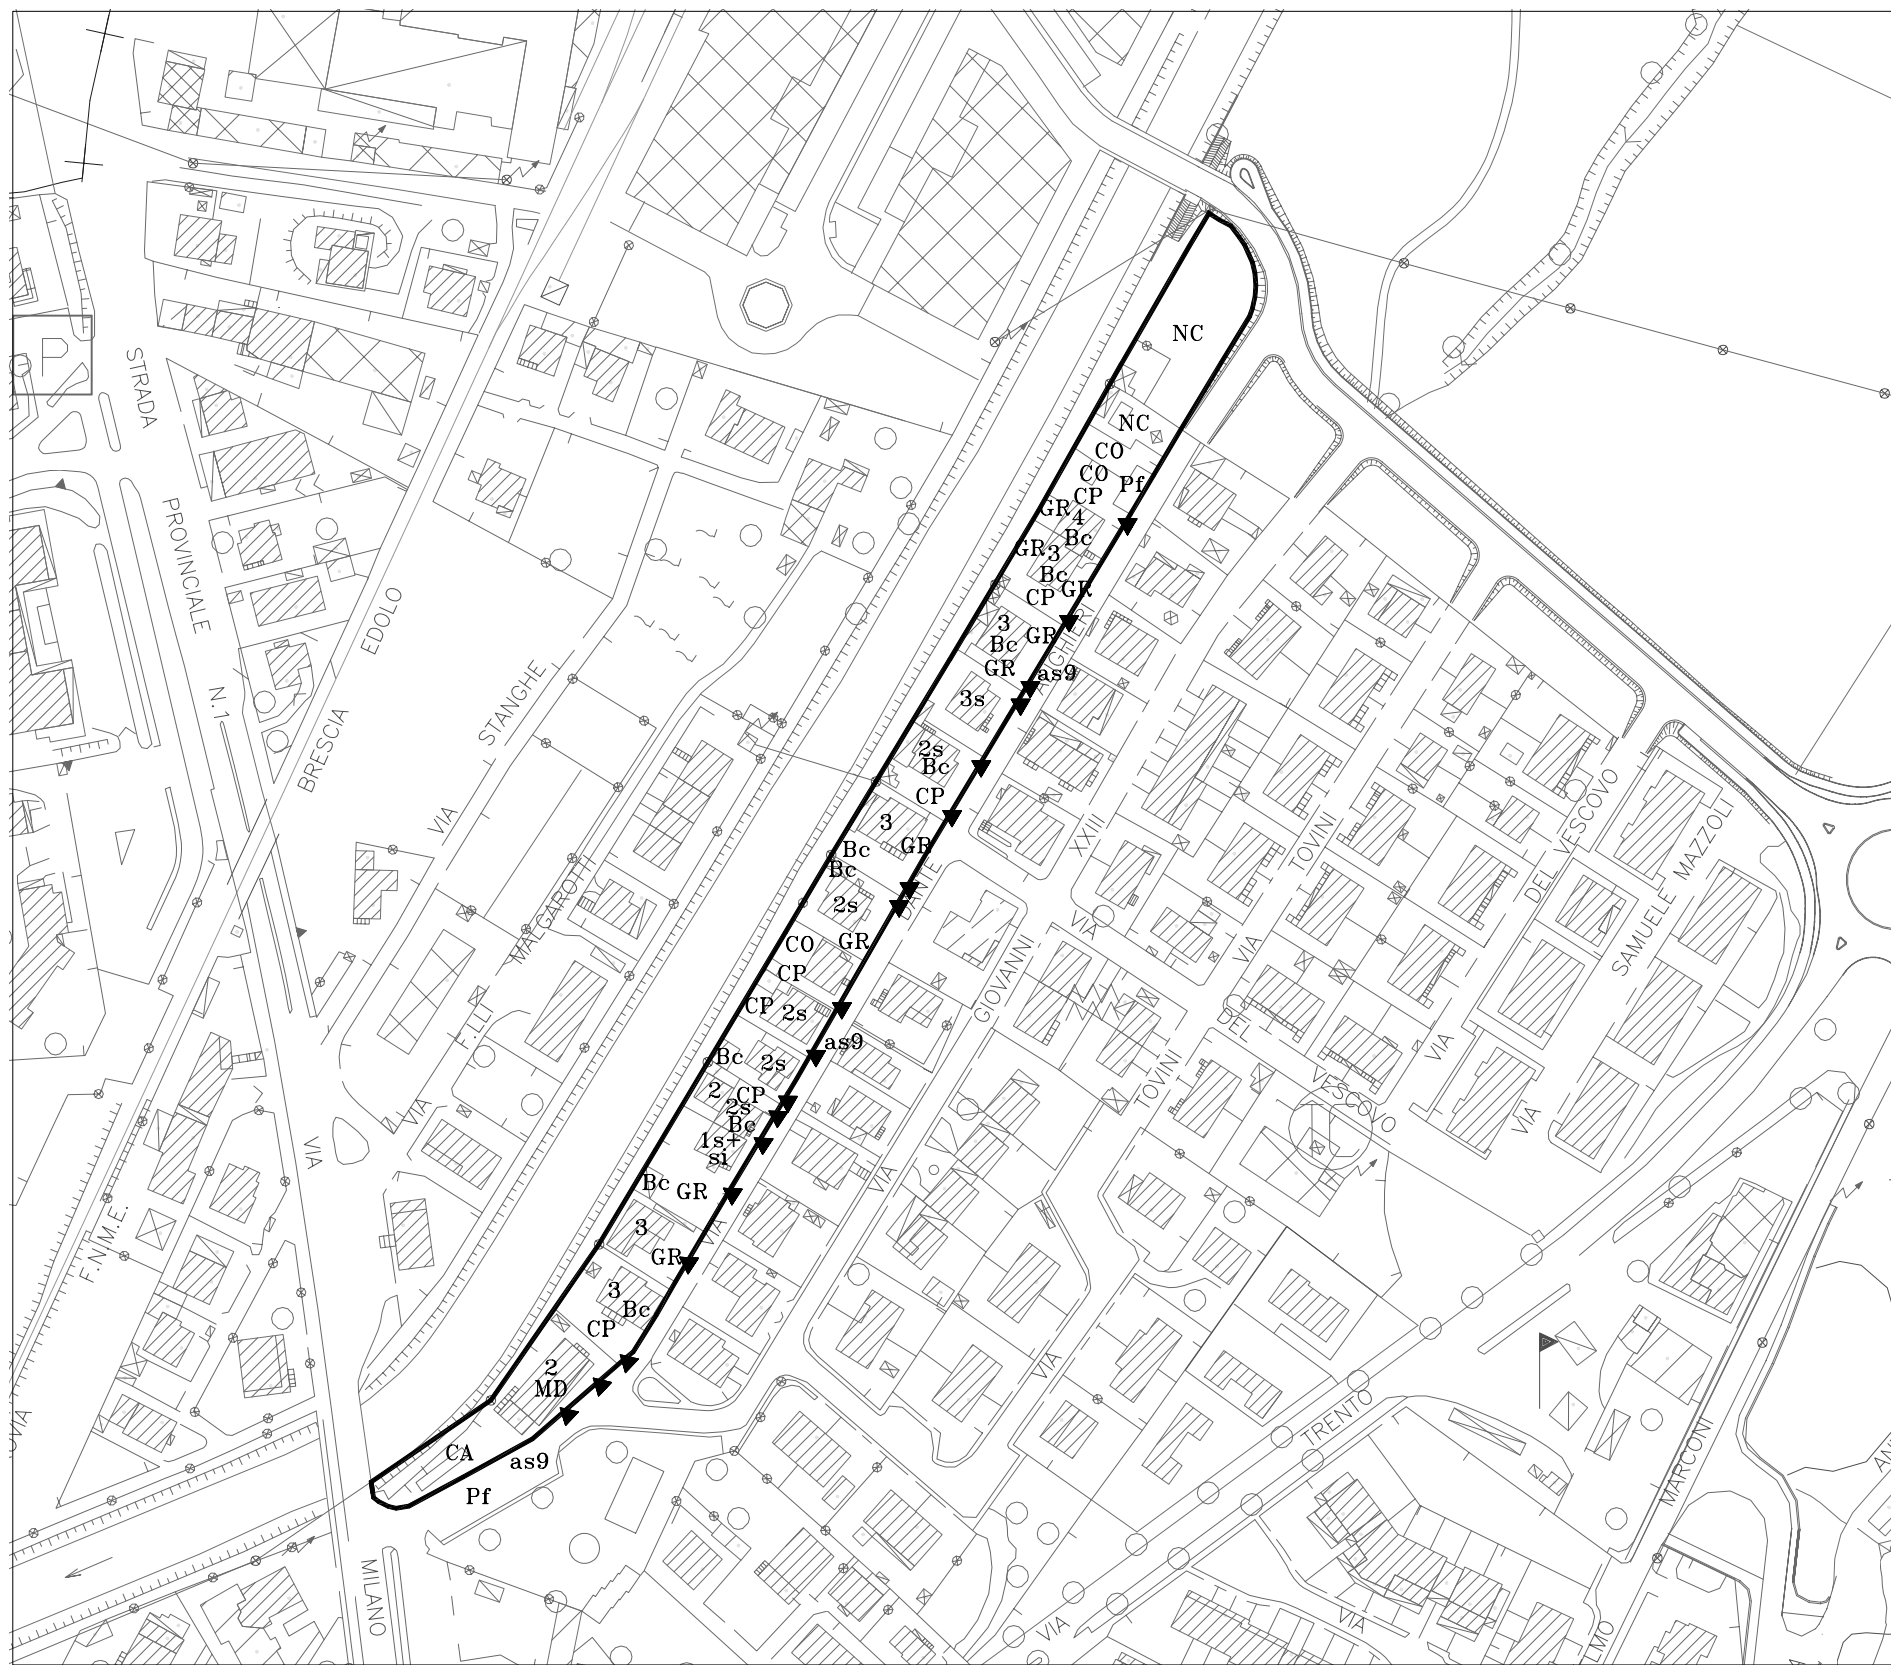 NC
NC
CO
CO
Pf
CP
GR
4
Bc
GR
3
Bc
GR
CP
3
GR
Bc
GR
as9
3s
2s
Bc
CP
3
GR
Bc
Bc
2s
CO
GR
CP
CP
2s
as9
Bc
2s
2
CP
2s
Bc
1s+
si
Bc
GR
3
GR
3
Bc
CP
2
MD
CA
as9
Pf
P
STRADA
PROVINCIALE
N. 1
VIA
BRESCIA
EDOLO
VIA
STANGHE
VIA
F.LLI
MALGAROTTI
VIA
DANTE
ALIGHIERI
VIA
GIOVANNI
XXIII
VIA
TOVINI
VIA
TOVINI
VIA
DEL
VESCOVO
VIA
DEL
VESCOVO
VIA
SAMUELE
MAZZOLI
VIA
TRENTO
VIA
MARCONI
VIA
MILANO
F.N.M.E.